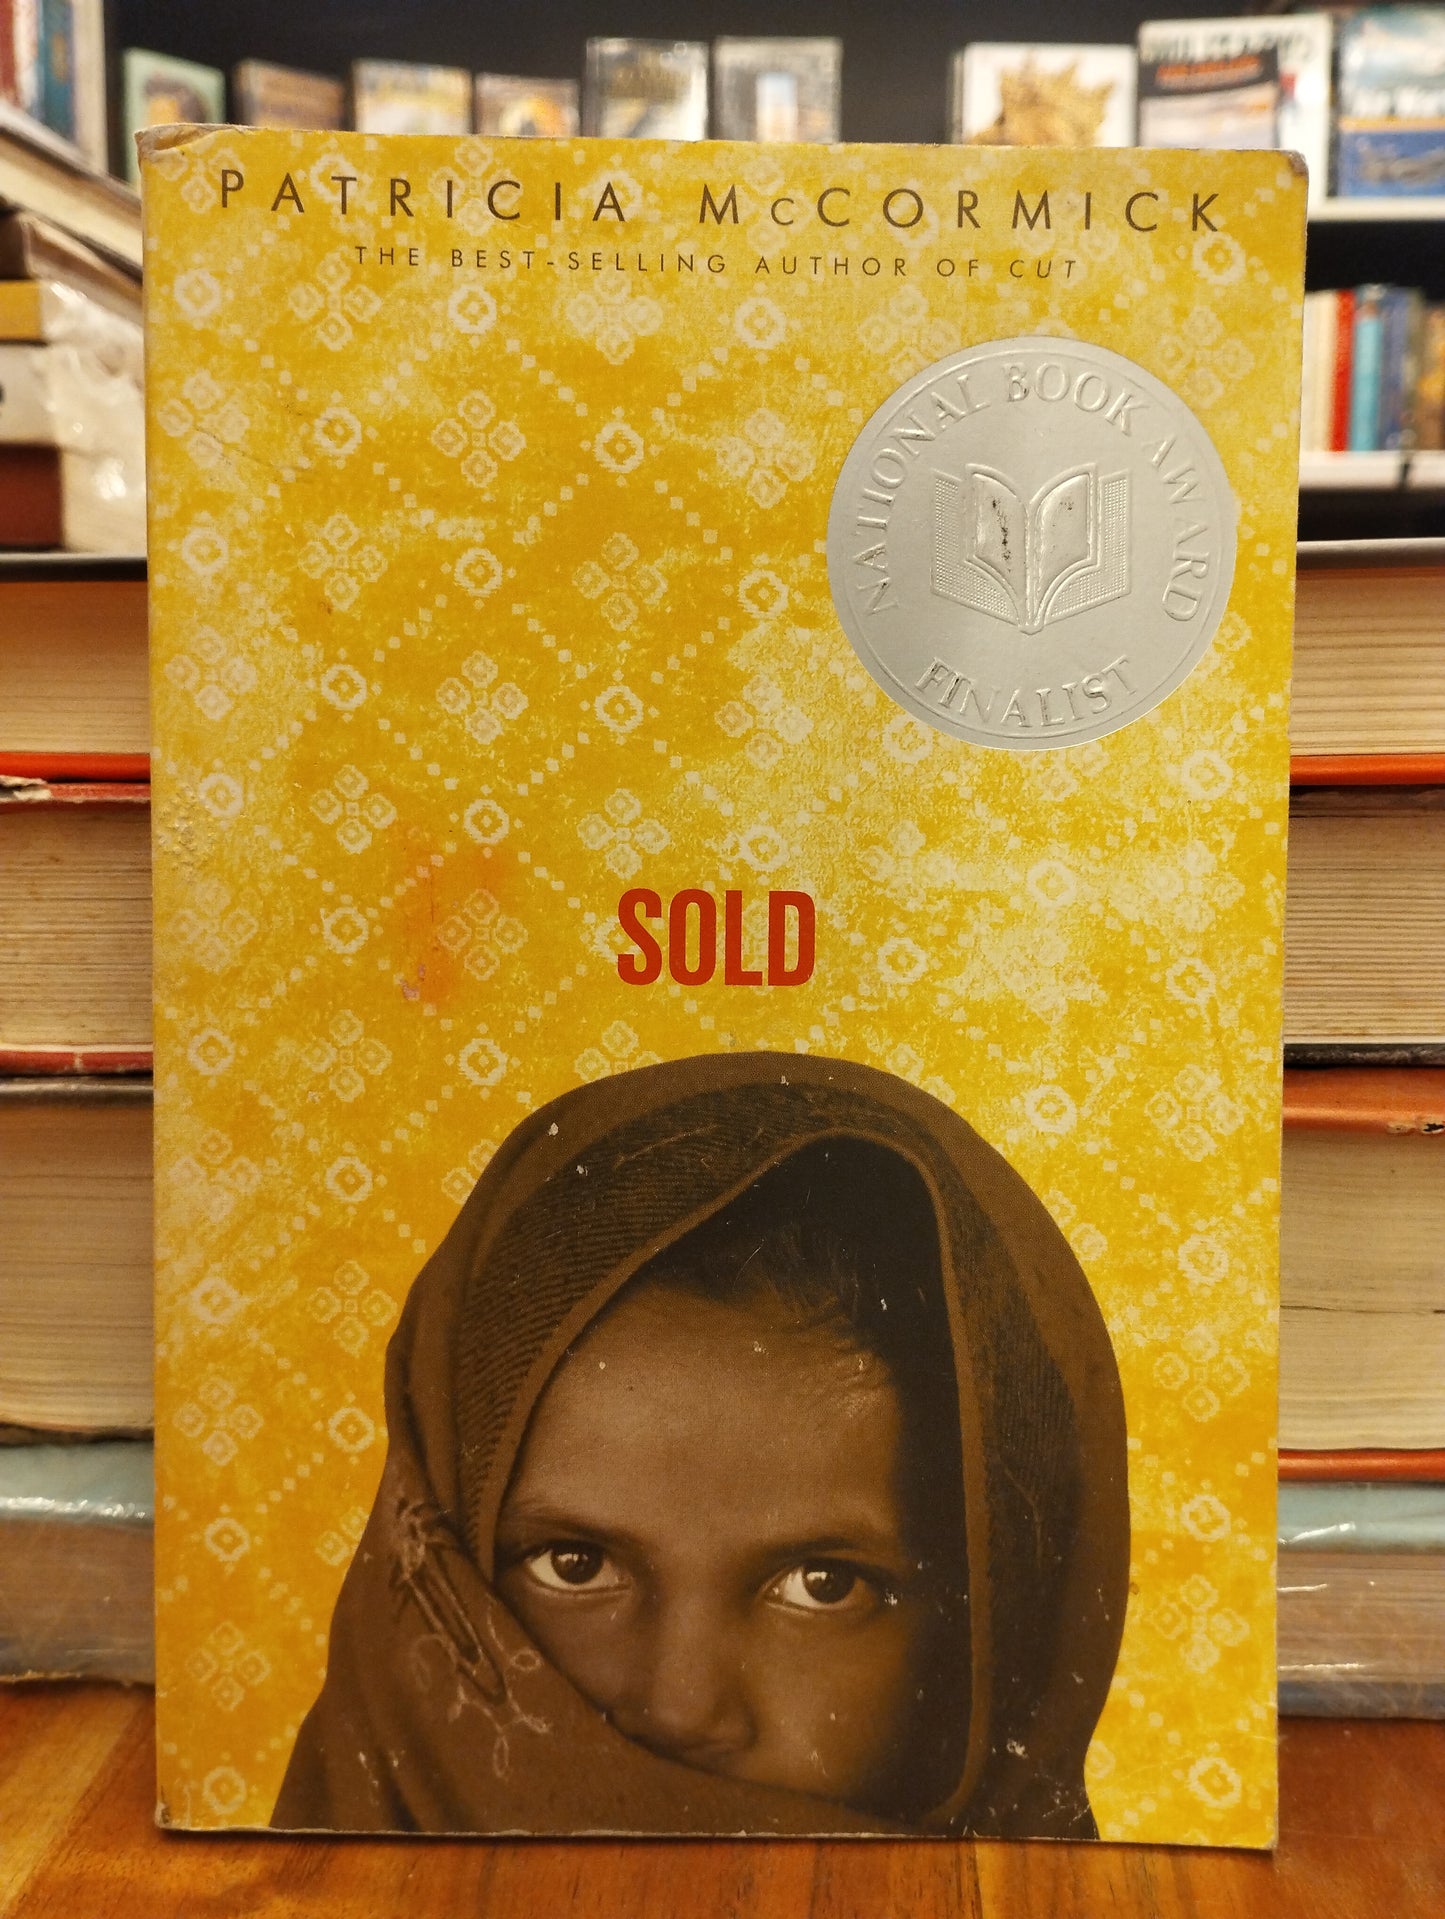 PATRICIA McCORMICK
THE BEST-SELLING AUTHOR OF CUT
NATIONAL BOOK AWARD
FINALIST
SOLD